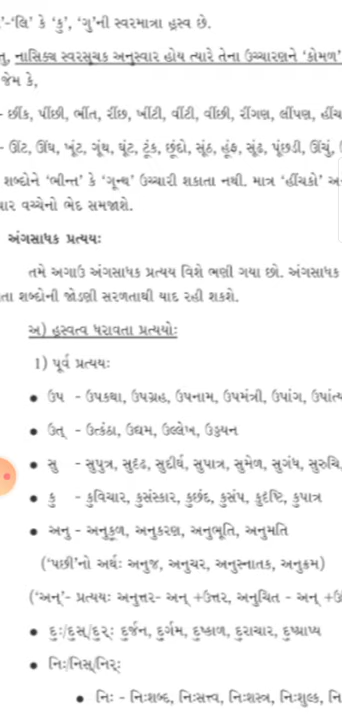 '-'લિ' કે 'કુ', 'ગુ'ની સ્વરમાત્રા હ્રસ્વ છે.
તુ, નાસિક્ય સ્વરસૂચક અનુસ્વાર હોય ત્યારે તેના ઉચ્ચારણને 'કોમળ'
જેમ કે,
- છીંક, પીંછી, ભીંત, રીંછ, ખીંટી, વીંટી, વીંછી, રીંગણ, લીંપણ, હીંચ
- ઊંટ, ઊંઘ, ખૂંટ, ગૂંથ, ઘૂંટ, ટૂંક, છૂંદો, સૂંઠ, હૂંફ, સૂંઢ, પૂંછડી, ઊંચું,
શબ્દોને 'ભીન્ત' કે 'ગૂન્થ' ઉચ્ચારી શકાતા નથી. માત્ર 'હીંચકો' અ
ચાર વચ્ચેનો ભેદ સમજાશે.
અંગસાધક પ્રત્યયઃ
તમે અગાઉ અંગસાધક પ્રત્યય વિશે ભણી ગયા છો. અંગસાધક
તા શબ્દોની જોડણી સરળતાથી યાદ રહી શકશે.
અ) હ્રસ્વત્વ ધરાવતા પ્રત્યયોઃ
1) પૂર્વ પ્રત્યયઃ
● ઉપ - ઉપકથા, ઉપગ્રહ, ઉપનામ, ઉપમંત્રી, ઉપાંગ, ઉપાંત્ય
● ઉત્ - ઉત્કંઠા, ઉદ્યમ, ઉલ્લેખ, ઉડ્ડયન
● સુ - સુપુત્ર, સુદૃઢ, સુદીર્ઘ, સુપાત્ર, સુમેળ, સુગંધ, સુરુચિ,
● કુ - કુવિચાર, કુસંસ્કાર, કુછંદ, કુસંપ, કુદૃષ્ટિ, કુપાત્ર
● અનુ - અનુકૂળ, અનુકરણ, અનુભૂતિ, અનુમતિ
('પછી'નો અર્થઃ અનુજ, અનુચર, અનુસ્નાતક, અનુક્રમ)
('અન્'- પ્રત્યયઃ અનુત્તર- અન્ +ઉત્તર, અનુચિત - અન્ +ઉ
● દુઃ/દુસ્/દુર્ઃ દુર્જન, દુર્ગમ, દુષ્કાળ, દુરાચાર, દુષ્પ્રાપ્ય
● નિઃ/નિસ્/નિર્ઃ
● નિઃ - નિઃશબ્દ, નિઃસત્ત્વ, નિઃશસ્ત્ર, નિઃશુલ્ક, નિ